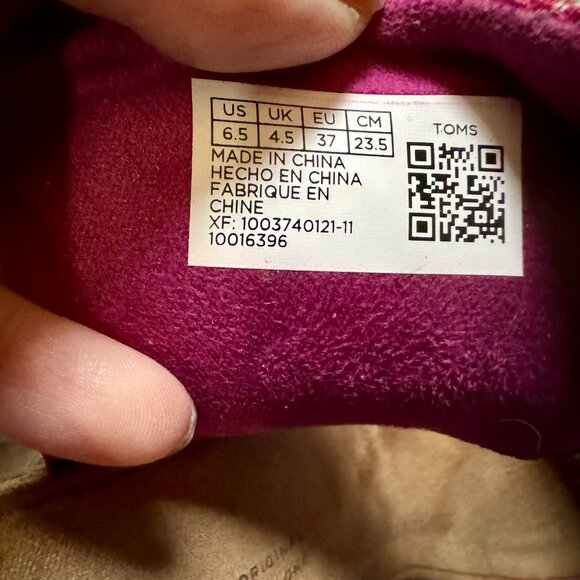 US UK EU CM
6.5 4.5 37 23.5
MADE IN CHINA
HECHO EN CHINA
FABRIQUE EN
CHINE
XF: 1003740121-11
10016396
T.OMS